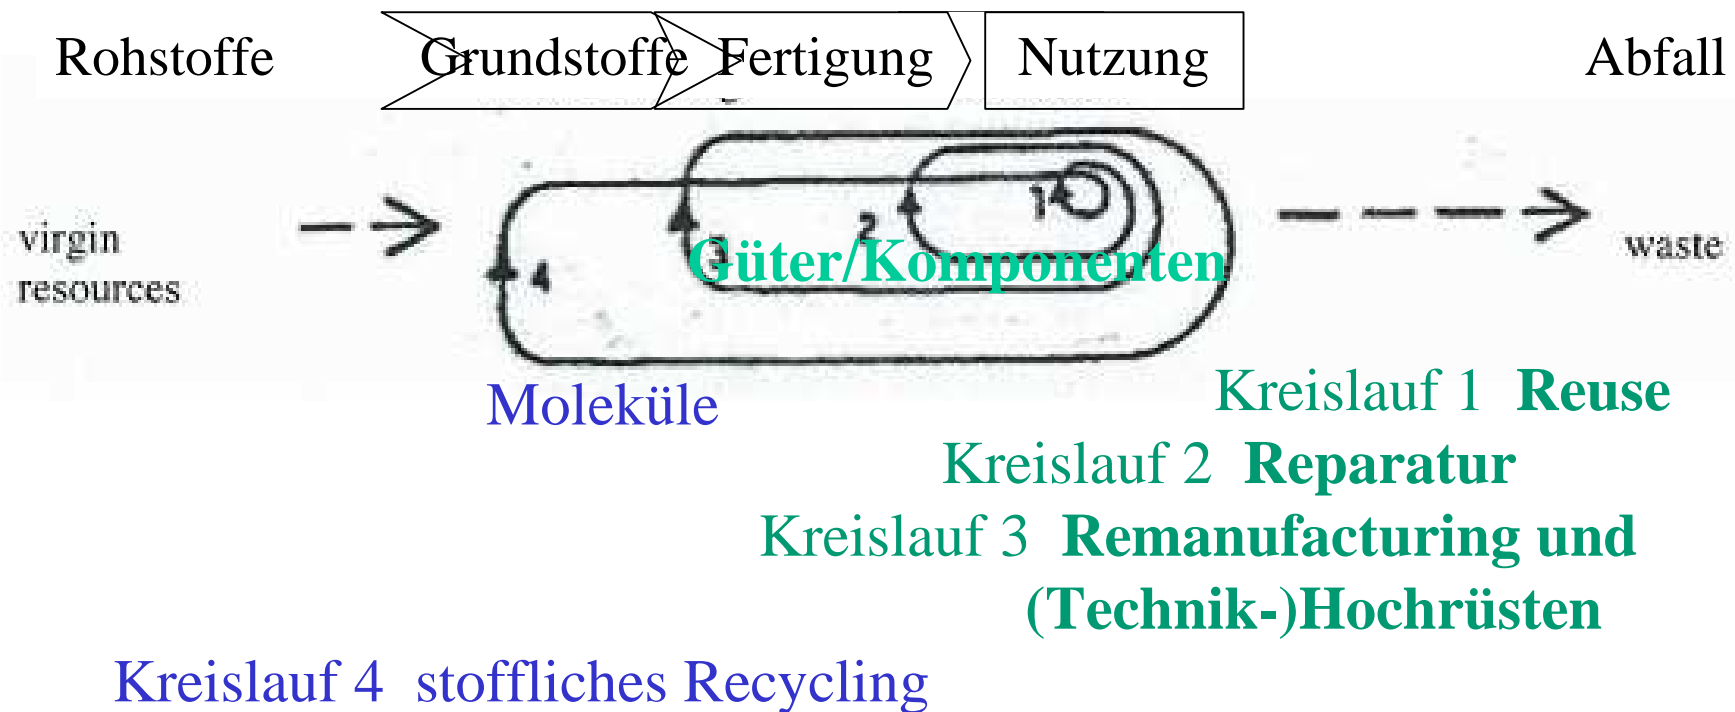 Rohstoffe Grundstoffe Fertigung Nutzung Abfall
virgin
resources
1
2
3
4
Güter/Komponenten
waste
Moleküle
Kreislauf 1 Reuse
Kreislauf 2 Reparatur
Kreislauf 3 Remanufacturing und
(Technik-)Hochrüsten
Kreislauf 4 stoffliches Recycling